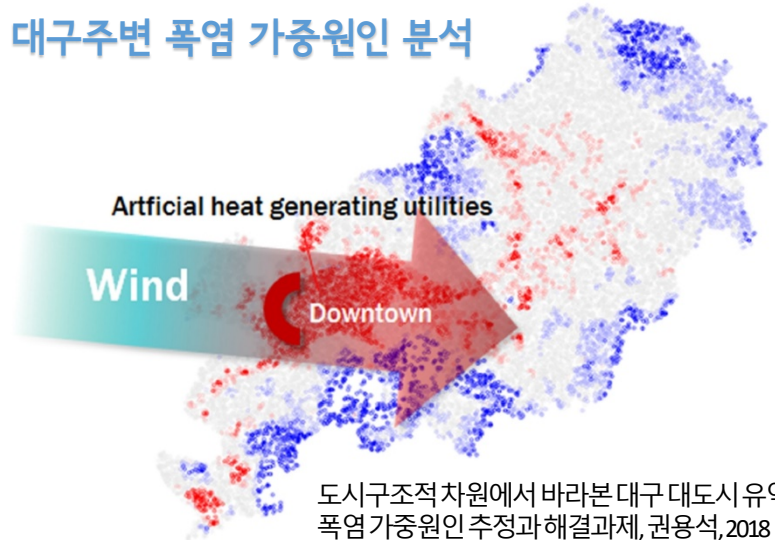 대구주변 폭염 가중원인 분석
Artficial heat generating utilities
Wind
Downtown
도시구조적 차원에서 바라본 대구 대도시 유역
폭염 가중원인 추정과 해결과제, 권용석, 2018